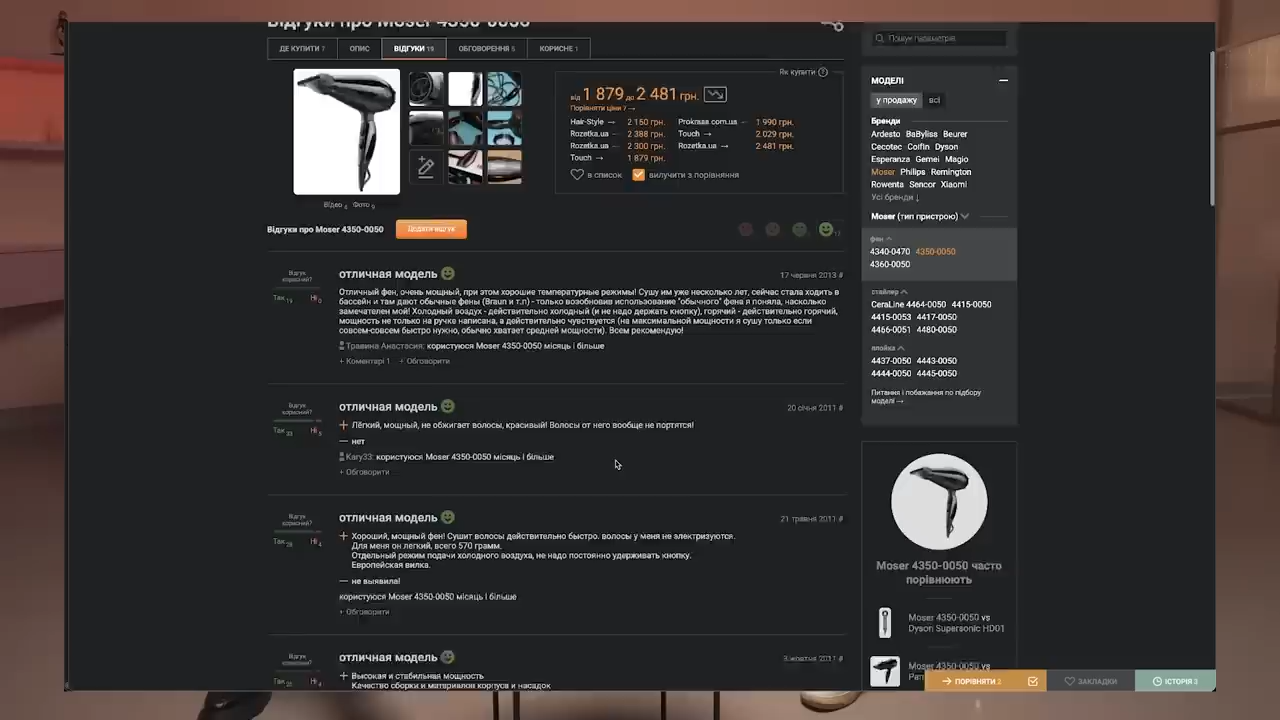 Відгуки про Moser 4350-0050
ДЕ КУПИТИ 7
ОПИС
ВІДГУКИ 19
ОБГОВОРЕННЯ 5
КОРИСНЕ 1
Як купити ?
від 1 879 до 2 481 грн.
Порівняти ціни 7 →
Hair-Style → 2 150 грн.
Rozetka.ua → 2 388 грн.
Rozetka.ua → 2 300 грн.
Touch → 1 879 грн.
Prokrasa com.ua → 1 990 грн.
Touch → 2 029 грн.
Rozetka.ua → 2 481 грн.
в список
вилучити з порівняння
Відео 4 Фото 9
Відгуки про Moser 4350-0050
Додати відгук
Відгук корисний?
Так 19 Ні 0
отличная модель
17 червня 2013 #
Отличный фен, очень мощный, при этом хорошие температурные режимы! Сушу им уже несколько лет, сейчас стала ходить в
бассейн и там дают обычные фены (Braun и т.п) - только возобновив использование "обычного" фена я поняла, насколько
замечателен мой! Холодный воздух - действительно холодный (и не надо держать кнопку), горячий - действительно горячий,
мощность не только на ручке написана, а действительно чувствуется (на максимальной мощности я сушу только если
совсем-совсем быстро нужно, обычно хватает средней мощности). Всем рекомендую!
Травина Анастасия: користуюся Moser 4350-0050 місяць і більше
+ Коментарі 1 + Обговорити
Відгук корисний?
Так 33 Ні 5
отличная модель
20 січня 2011 #
+ Лёгкий, мощный, не обжигает волосы, красивый! Волосы от него вообще не портятся!
— нет
Kary33: користуюся Moser 4350-0050 місяць і більше
+ Обговорити
Відгук корисний?
Так 28 Ні 4
отличная модель
21 травня 2011 #
+ Хороший, мощный фен! Сушит волосы действительно быстро. волосы у меня не електризуются.
Для меня он легкий, всего 570 грамм.
Отдельный режим подачи холодного воздуха, не надо постоянно удерживать кнопку.
Европейская вилка.
— не выявила!
користуюся Moser 4350-0050 місяць і більше
+ Обговорити
Відгук
Так Ні
отличная модель
3 жовтня 2011 #
+ Высокая и стабильная мощность
Качество сборки и материалов корпуса и насадок
Пошук параметрів
МОДЕЛІ
у продажу всі
Бренди
Ardesto BaByliss Beurer
Cecotec Coifin Dyson
Esperanza Gemei Magio
Moser Philips Remington
Rowenta Sencor Xiaomi
Усі бренди ↓
Moser (тип пристрою)
фен
4340-0470 4350-0050
4360-0050
стайлер
CeraLine 4464-0050 4415-0050
4415-0053 4417-0050
4466-0051 4480-0050
плойка
4437-0050 4443-0050
4444-0050 4445-0050
Питання і побажання по підбору
моделі →
Moser 4350-0050 часто
порівнюють
Moser 4350-0050 vs
Dyson Supersonic HD01
Moser 4350-0050 vs
ПОРІВНЯТИ 2
ЗАКЛАДКИ
ІСТОРІЯ 3